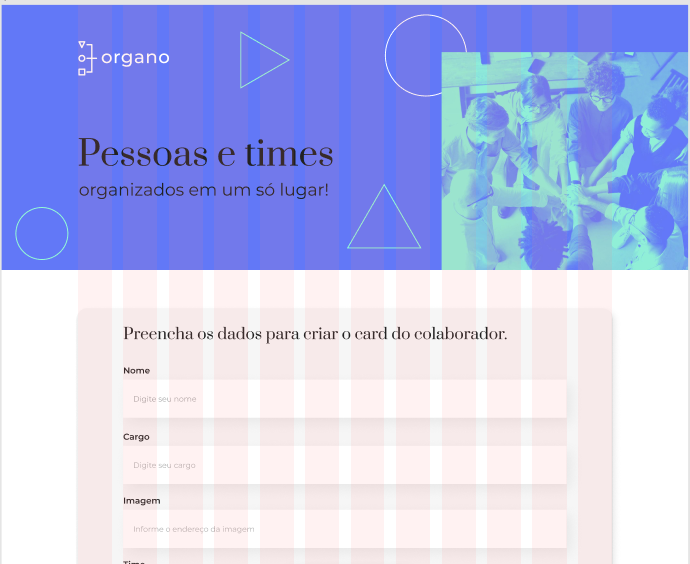 organo
Pessoas e times
organizados em um só lugar!
Preencha os dados para criar o card do colaborador.
Nome
Digite seu nome
Cargo
Digite seu cargo
Imagem
Informe o endereço da imagem
Time